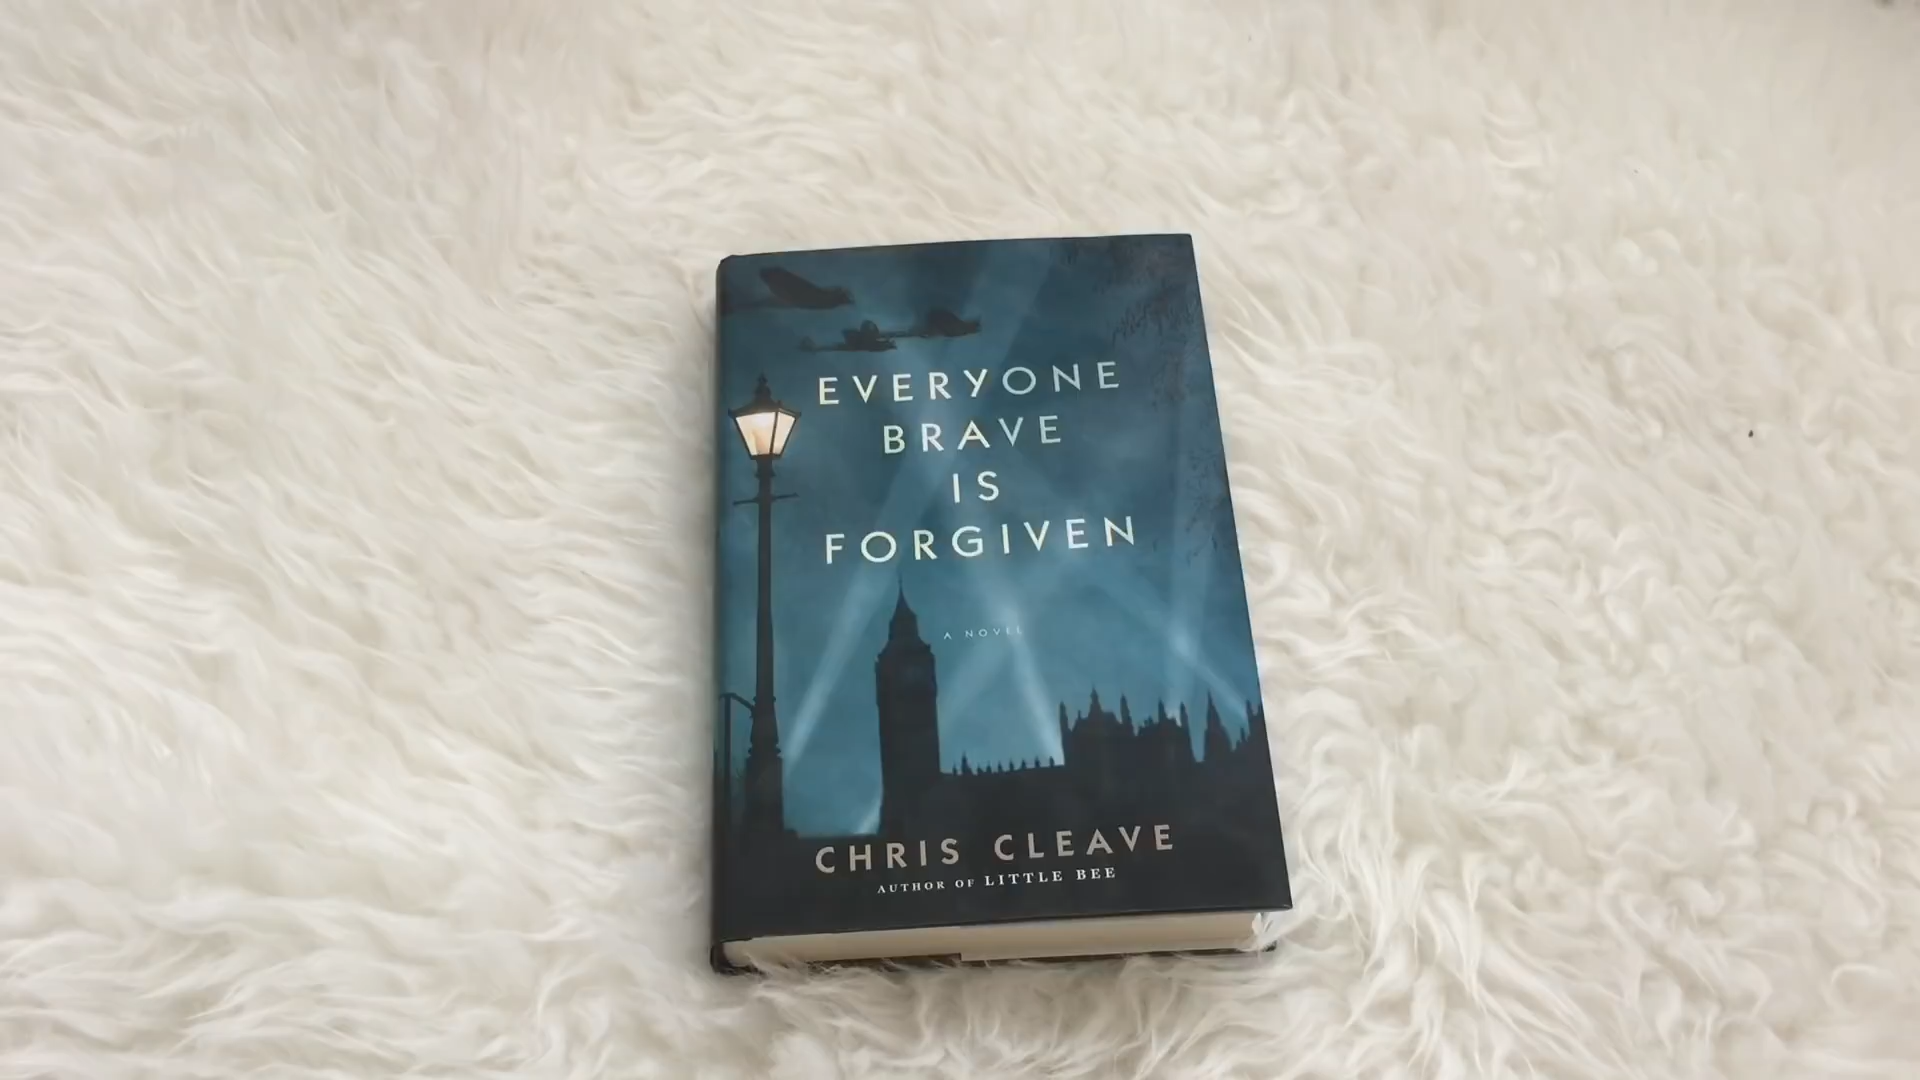 EVERYONE
BRAVE
IS
FORGIVEN
A NOVEL
CHRIS CLEAVE
AUTHOR OF LITTLE BEE